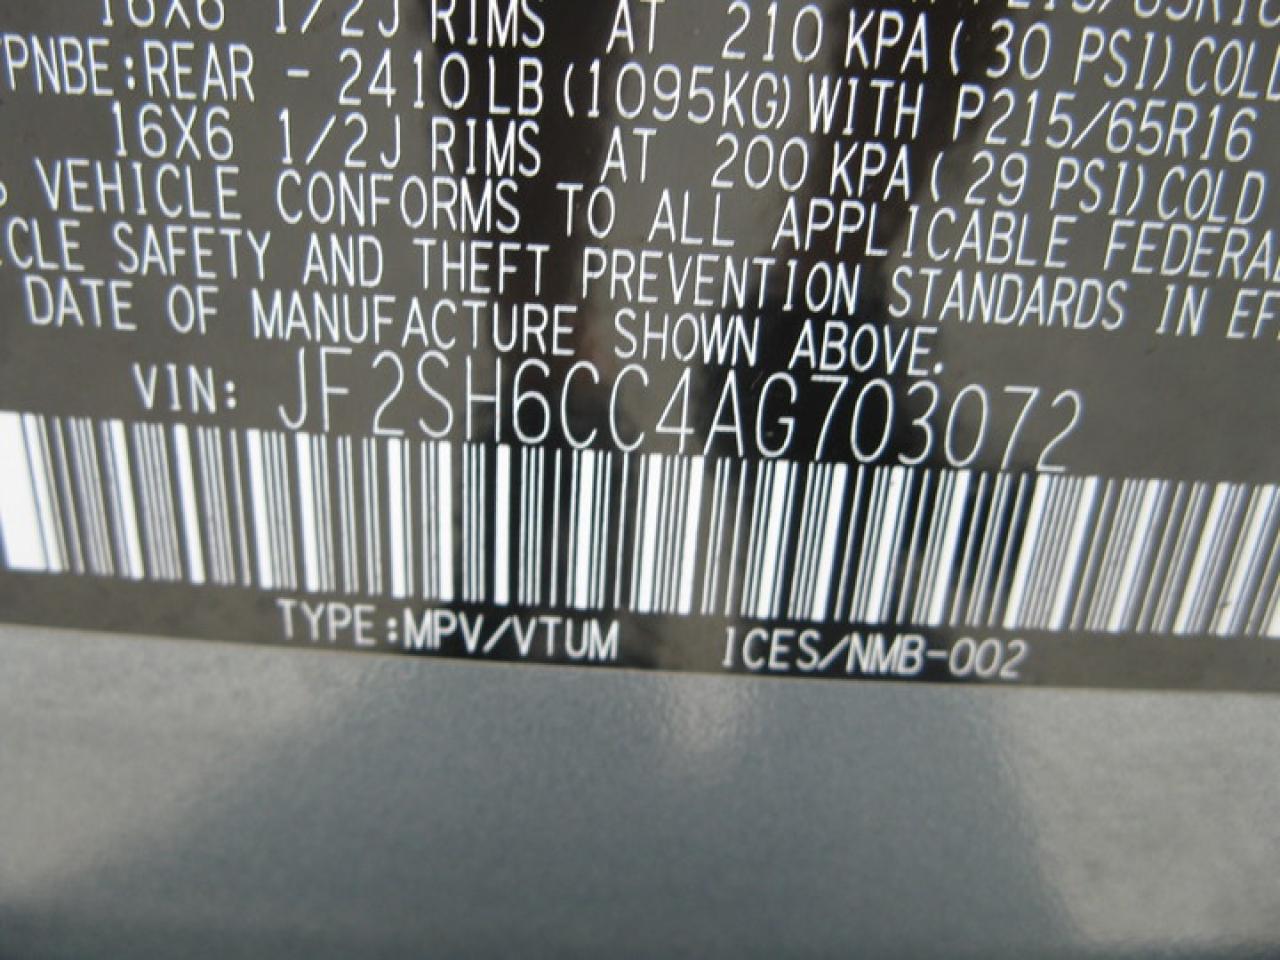 16X6 1/2J RIMS AT 210 KPA( 30 PSI)COLD
PNBE:REAR - 2410LB(1095KG)WITH P215/65R16
16X6 1/2J RIMS AT 200 KPA( 29 PSI)COLD
VEHICLE CONFORMS TO ALL APPLICABLE FEDERAL
CLE SAFETY AND THEFT PREVENTION STANDARDS IN EF
DATE OF MANUFACTURE SHOWN ABOVE.
VIN: JF2SH6CC4AG703072
TYPE:MPV/VTUM ICES/NMB-002